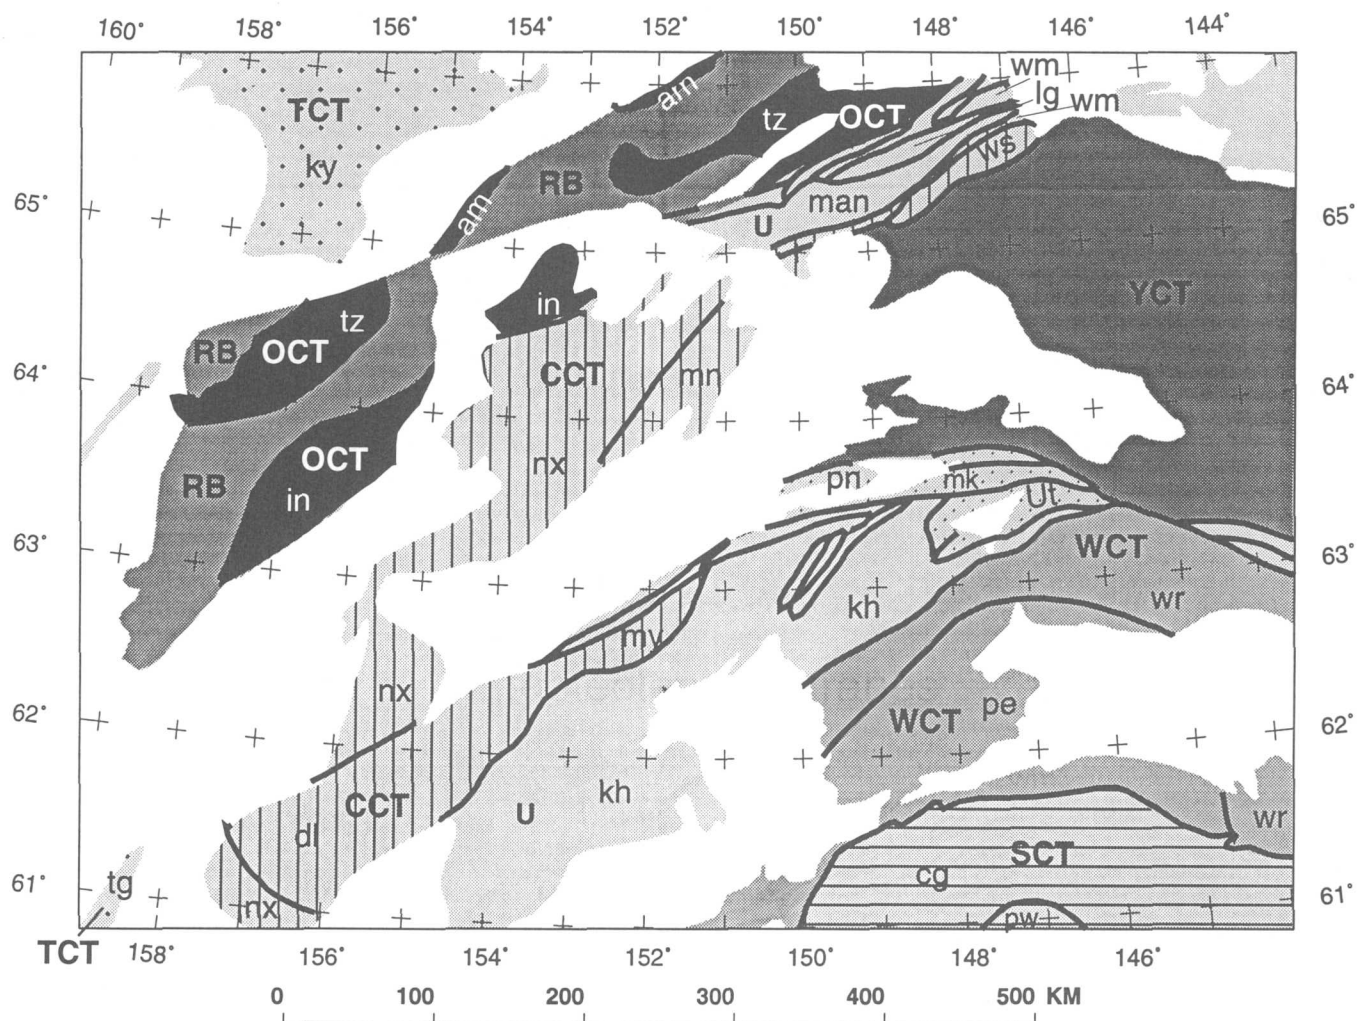 160° 158° 156° 154° 152° 150° 148° 146° 144°
wm
am
lg
wm
TCT
tz
OCT
ws
ky
RB
65°
am
man
65°
U
YCT
in
tz
RB
OCT
CCT
mn
64°
64°
OCT
nx
pn
mk
RB
in
Ut
63°
WCT
63°
kh
wr
my
nx
pe
62°
WCT
62°
kh
CCT
U
wr
dl
SCT
61°
tg
cg
61°
nx
pw
TCT 158° 156° 154° 152° 150° 148° 146°
0 100 200 300 400 500 KM